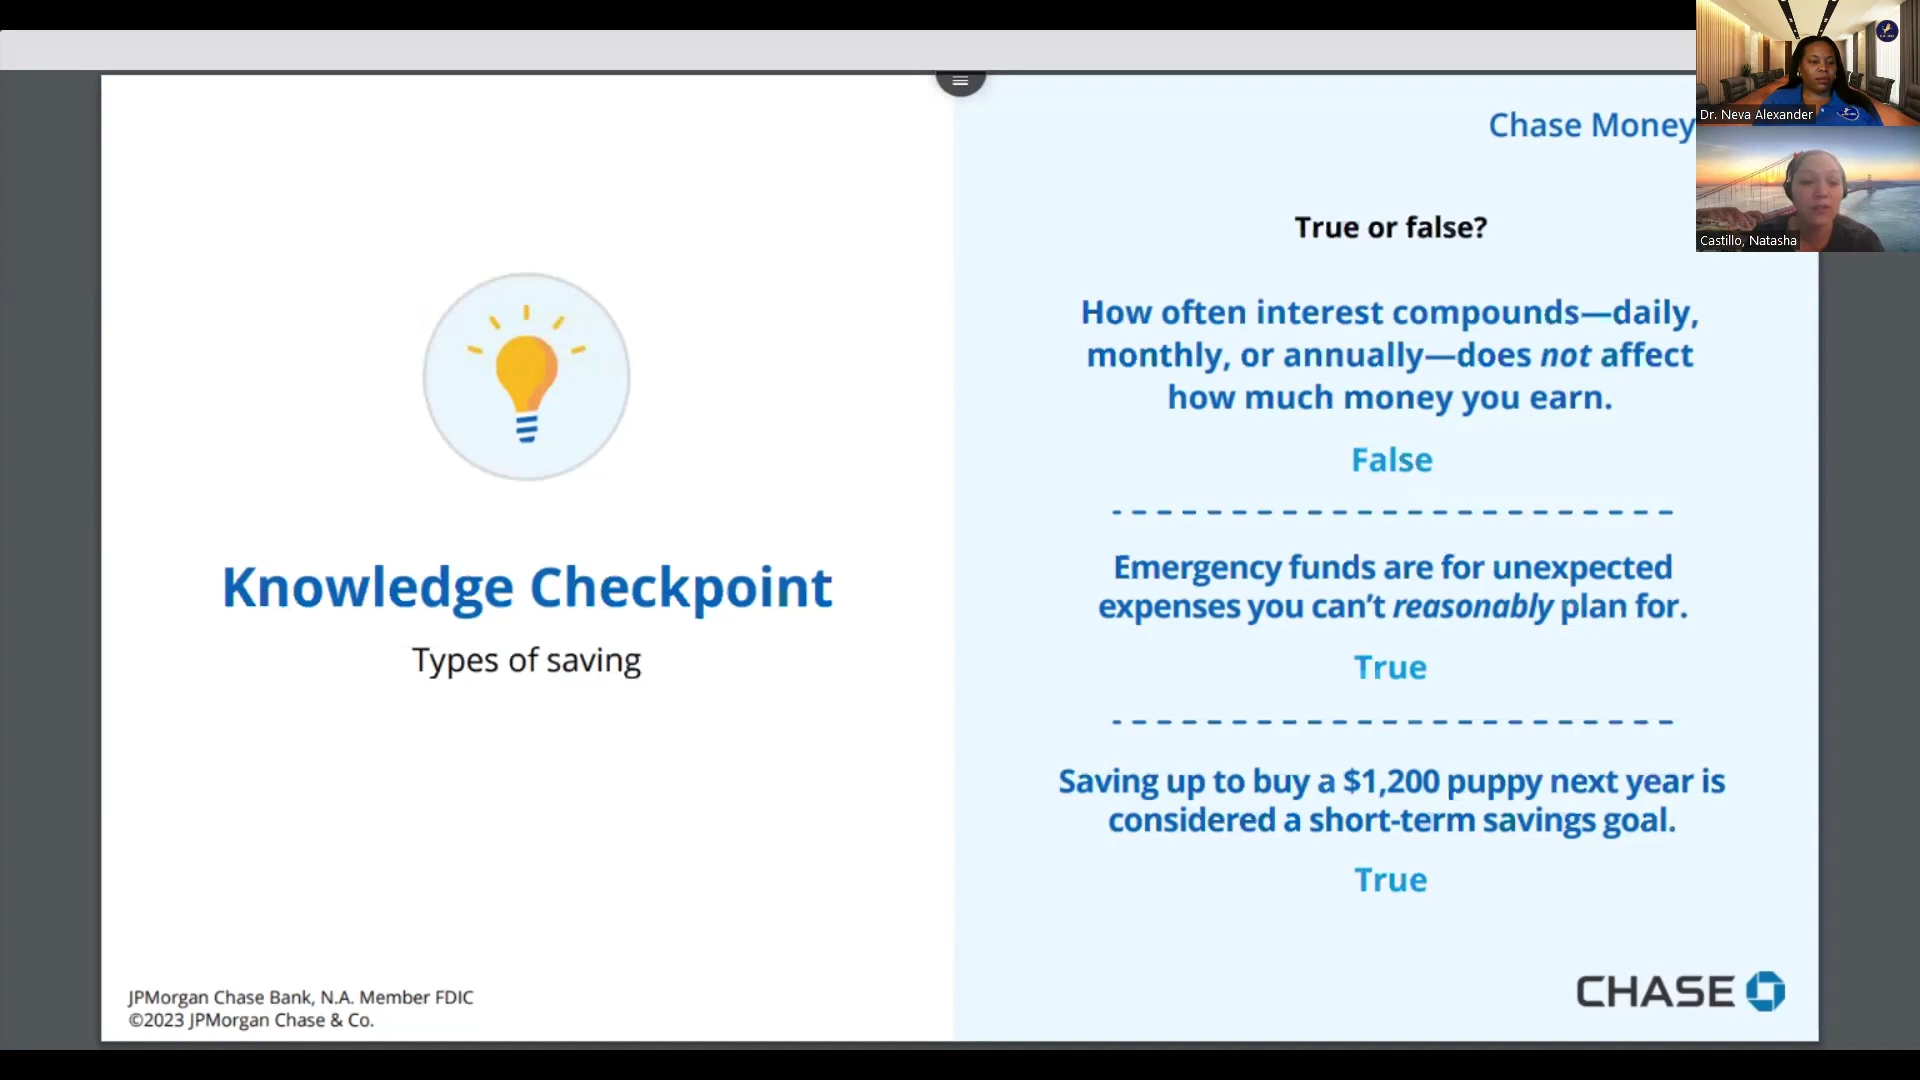 Knowledge Checkpoint
Types of saving
JPMorgan Chase Bank, N.A. Member FDIC
©2023 JPMorgan Chase & Co.
Chase Money
True or false?
How often interest compounds—daily,
monthly, or annually—does not affect
how much money you earn.
False
Emergency funds are for unexpected
expenses you can’t reasonably plan for.
True
Saving up to buy a $1,200 puppy next year is
considered a short-term savings goal.
True
CHASE
Dr. Neva Alexander
Castillo, Natasha